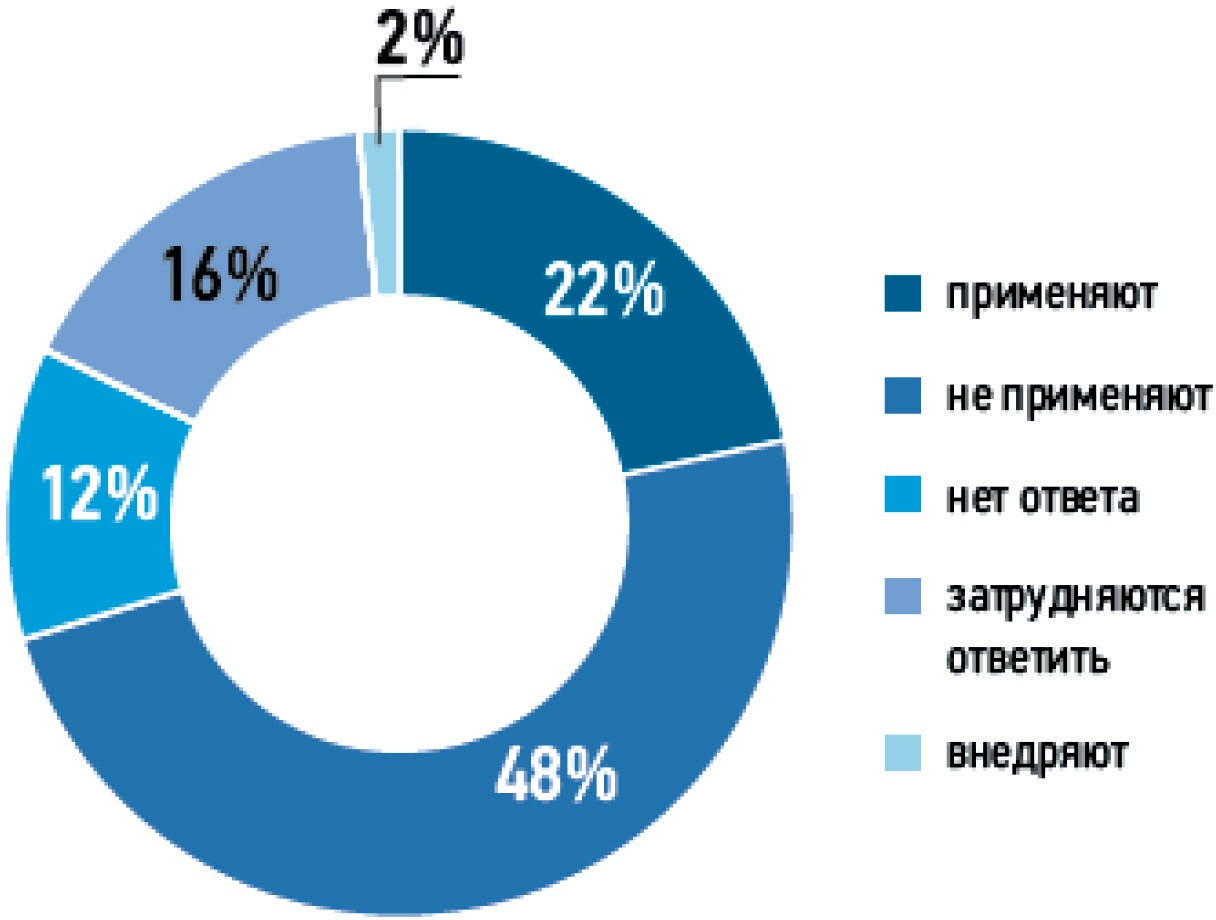 2%
16%
22%
12%
48%
применяют
не применяют
нет ответа
затрудняются
ответить
внедряют